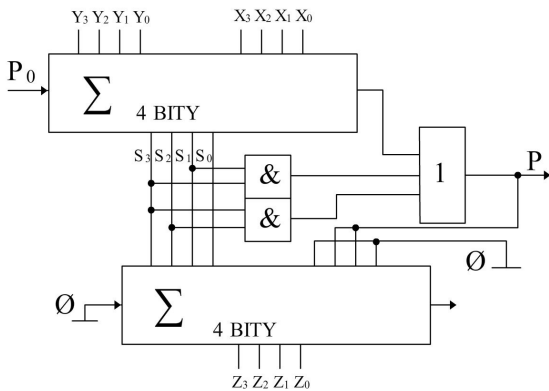 Y3 Y2 Y1 Y0 X3 X2 X1 X0
P0
Σ
4 BITY
S3 S2 S1 S0
&
1
P
&
Ø
Ø
Σ
4 BITY
Z3 Z2 Z1 Z0